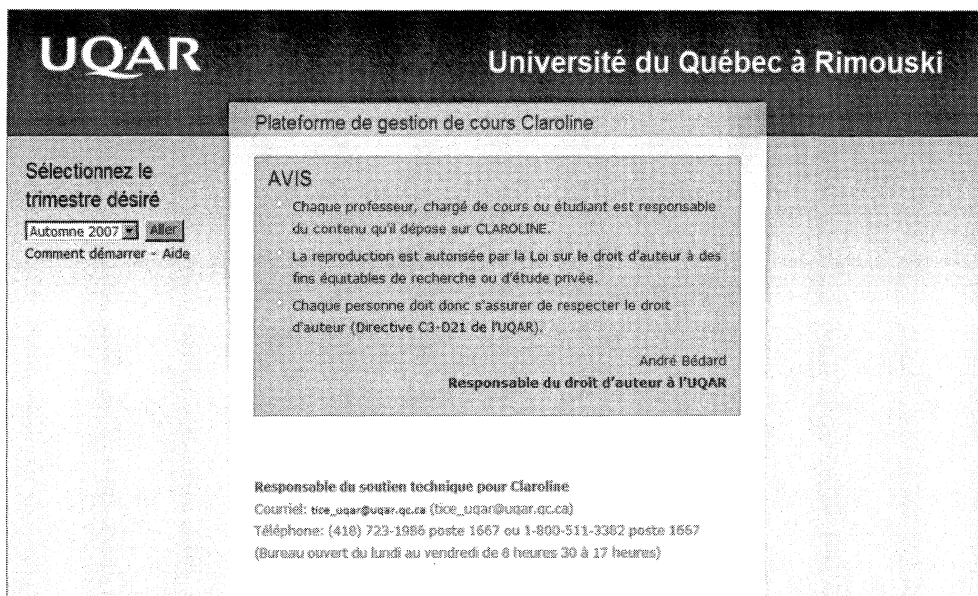 UQAR
Université du Québec à Rimouski
Plateforme de gestion de cours Claroline
Sélectionnez le
trimestre désiré
Automne 2007 Aller
Comment démarrer - Aide
AVIS
Chaque professeur, chargé de cours ou étudiant est responsable
du contenu qu'il dépose sur CLAROLINE.
La reproduction est autorisée par la Loi sur le droit d'auteur à des
fins équitables de recherche ou d'étude privée.
Chaque personne doit donc s'assurer de respecter le droit
d'auteur (Directive C3-D21 de l'UQAR).
André Bédard
Responsable du droit d'auteur à l'UQAR
Responsable du soutien technique pour Claroline
Courriel: tice_uqar@uqar.qc.ca (tice_uqar@uqar.qc.ca)
Téléphone: (418) 723-1986 poste 1667 ou 1-800-511-3382 poste 1667
(Bureau ouvert du lundi au vendredi de 8 heures 30 à 17 heures)